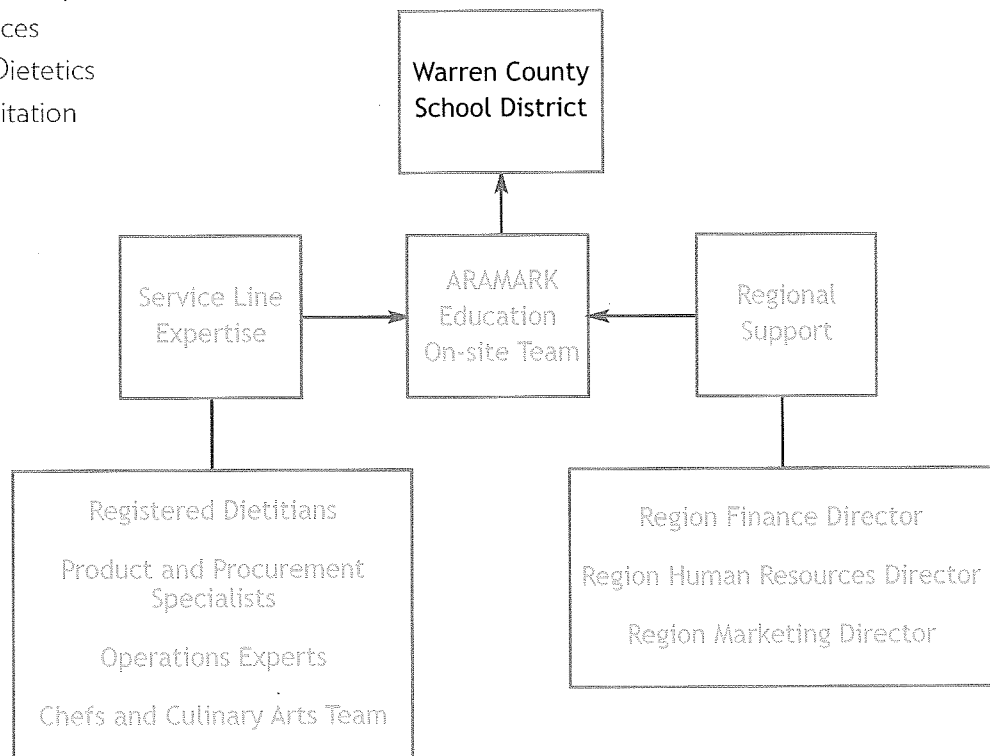 ces
Dietetics
itation
Warren County
School District
Service Line
Expertise
ARAMARK
Education
On-site Team
Regional
Support
Registered Dietitians
Product and Procurement
Specialists
Operations Experts
Chefs and Culinary Arts Team
Region Finance Director
Region Human Resources Director
Region Marketing Director